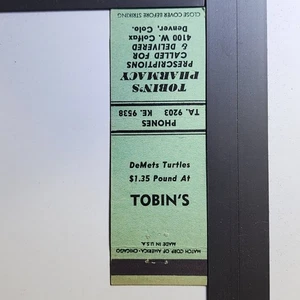 CLOSE COVER BEFORE STRIKING
TOBIN'S
PHARMACY
PRESCRIPTIONS
CALLED FOR
& DELIVERED
4100 W. Colfax
Denver, Colo.
PHONES
TA. 9203 KE. 9538
DeMets Turtles
$1.35 Pound At
TOBIN'S
MADE IN U.S.A.
MATCH CORP. OF AMERICA, CHICAGO